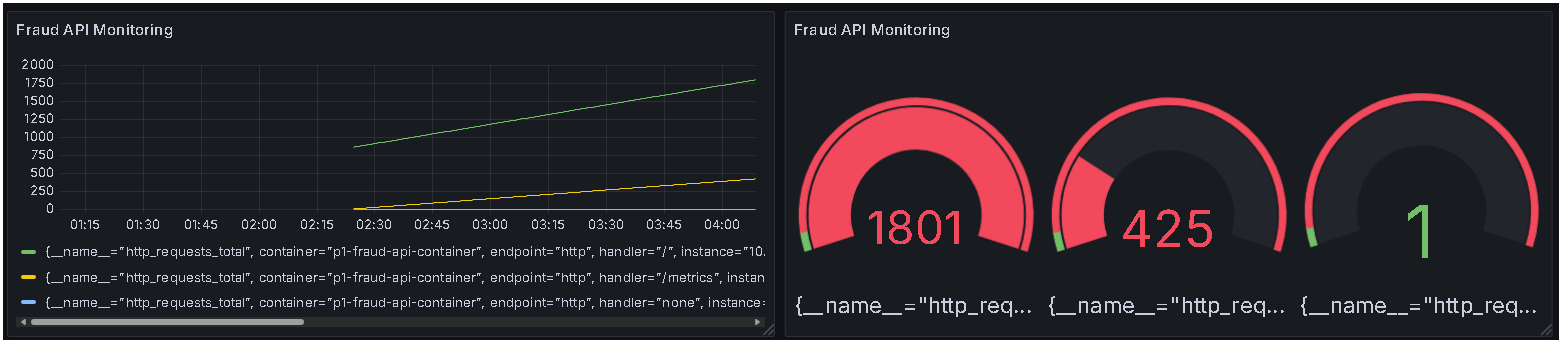 Fraud API Monitoring
2000
1750
1500
1250
1000
750
500
250
0
01:15 01:30 01:45 02:00 02:15 02:30 02:45 03:00 03:15 03:30 03:45 04:00
{__name__="http_requests_total", container="p1-fraud-api-container", endpoint="http", handler="/", instance="10.
{__name__="http_requests_total", container="p1-fraud-api-container", endpoint="http", handler="/metrics", instan
{__name__="http_requests_total", container="p1-fraud-api-container", endpoint="http", handler="none", instance=
Fraud API Monitoring
1801 425 1
{__name__="http_req... {__name__="http_req... {__name__="http_req...